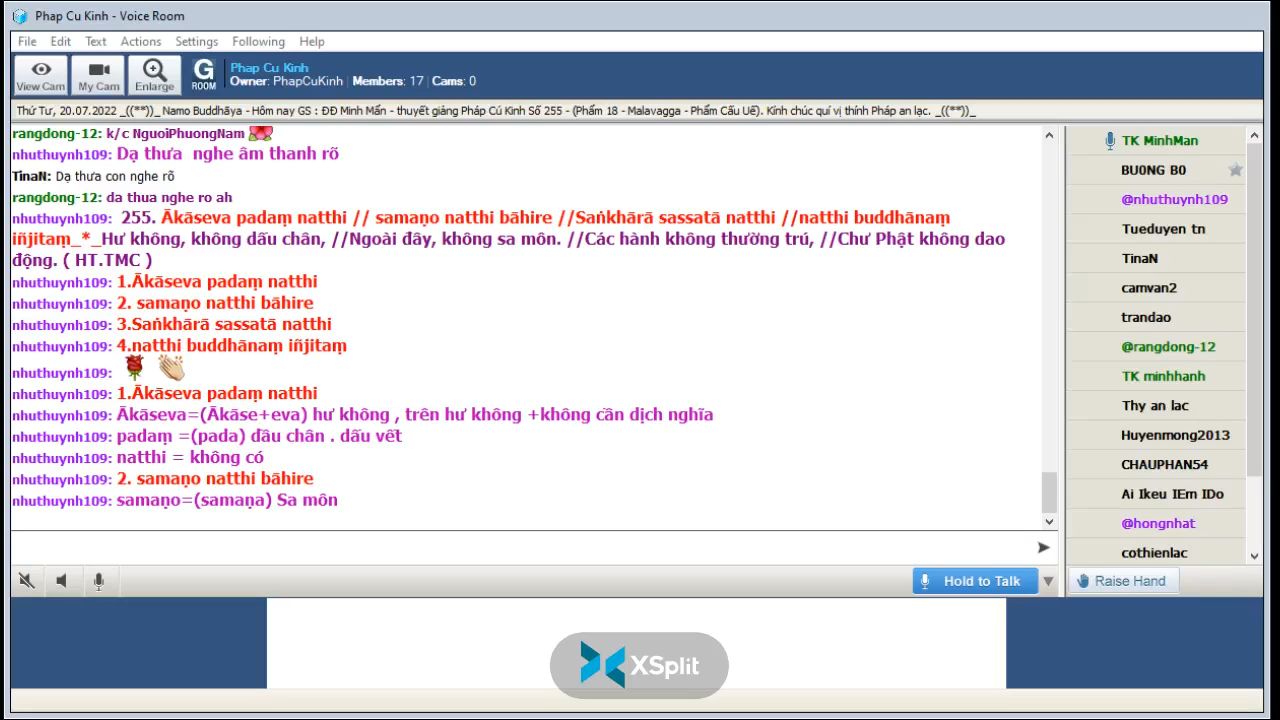 Phap Cu Kinh - Voice Room
File Edit Text Actions Settings Following Help
View Cam My Cam Enlarge G ROOM
Phap Cu Kinh
Owner: PhapCuKinh Members: 17 Cams: 0
Thứ Tư, 20.07.2022 _((**))_ Namo Buddhāya - Hôm nay GS : ĐĐ Minh Mẩn - thuyết giảng Pháp Cú Kinh Số 255 - (Phẩm 18 - Malavagga - Phẩm Cấu Uế). Kính chúc quí vị thính Pháp an lạc. _((**))_
rangdong-12: k/c NguoiPhuongNam
nhuthuynh109: Dạ thưa nghe âm thanh rõ
TinaN: Dạ thưa con nghe rõ
rangdong-12: da thua nghe ro ah
nhuthuynh109: 255. Ākāseva padaṃ natthi // samaṇo natthi bāhire //Saṅkhārā sassatā natthi //natthi buddhānaṃ
iñjitaṃ_*_Hư không, không dấu chân, //Ngoài đây, không sa môn. //Các hành không thường trú, //Chư Phật không dao
động. ( HT.TMC )
nhuthuynh109: 1.Ākāseva padaṃ natthi
nhuthuynh109: 2. samaṇo natthi bāhire
nhuthuynh109: 3.Saṅkhārā sassatā natthi
nhuthuynh109: 4.natthi buddhānaṃ iñjitaṃ
nhuthuynh109:
nhuthuynh109: 1.Ākāseva padaṃ natthi
nhuthuynh109: Ākāseva=(Ākāse+eva) hư không , trên hư không +không cần dịch nghĩa
nhuthuynh109: padaṃ =(pada) đầu chân . dấu vết
nhuthuynh109: natthi = không có
nhuthuynh109: 2. samaṇo natthi bāhire
nhuthuynh109: samaṇo=(samaṇa) Sa môn
TK MinhMan
BU0NG B0
@nhuthuynh109
Tueduyen tn
TinaN
camvan2
trandao
@rangdong-12
TK minhhanh
Thy an lac
Huyenmong2013
CHAUPHAN54
Ai Ikeu IEm IDo
@hongnhat
cothienlac
Hold to Talk
Raise Hand
XSplit